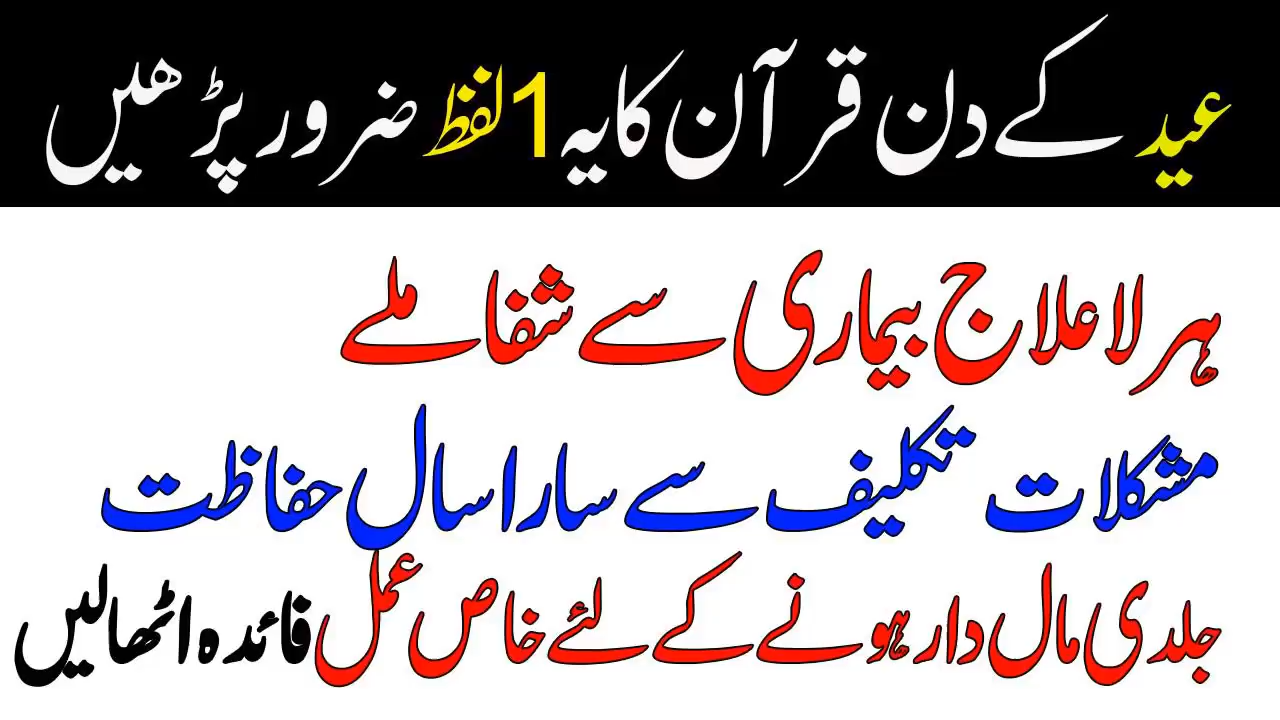 عید کے دن قرآن کا یہ 1 لفظ ضرور پڑھیں
ہر لاعلاج بیماری سے شفا ملے
مشکلات تکلیف سے سارا سال حفاظت
جلدی مال دار ہونے کے لئے خاص عمل فائدہ اٹھالیں